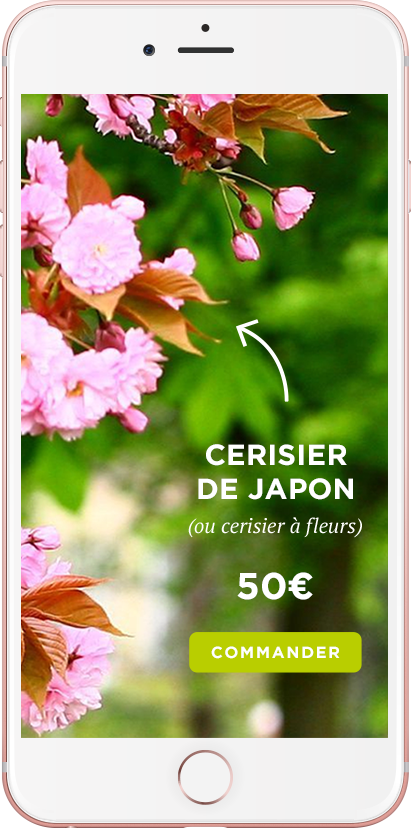 CERISIER
DE JAPON
(ou cerisier à fleurs)
50€
COMMANDER